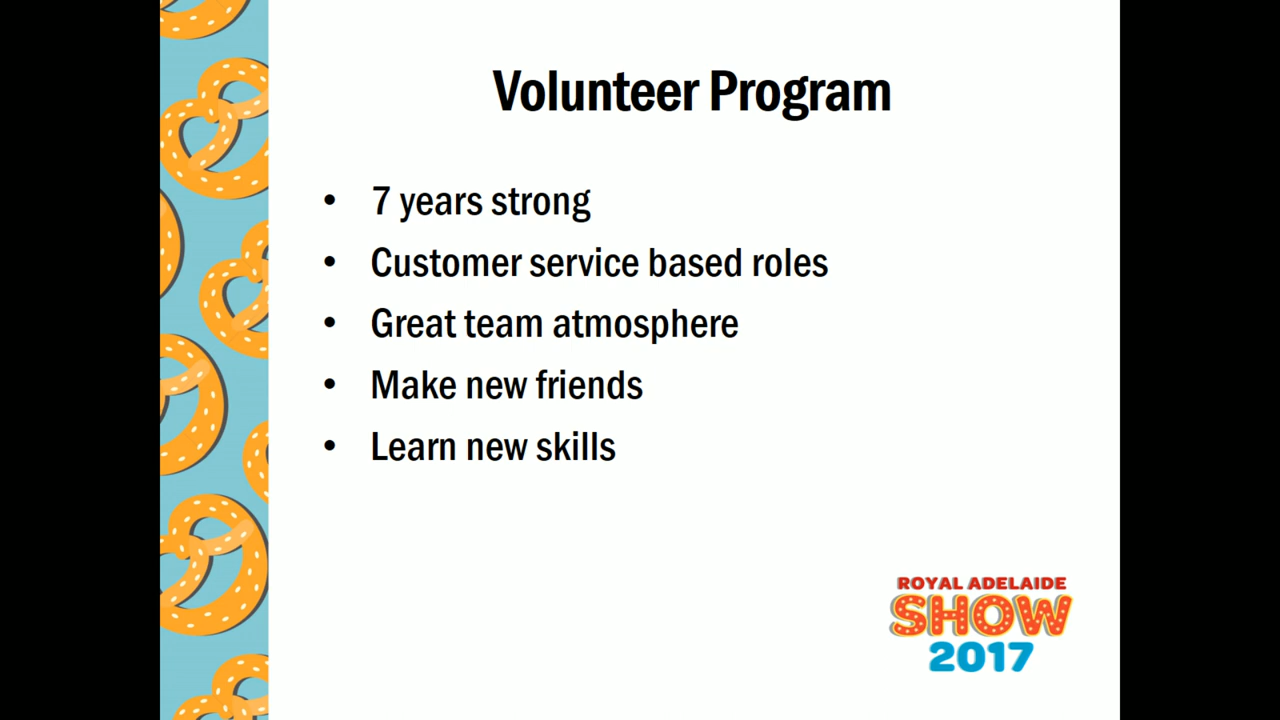 Volunteer Program
• 7 years strong
• Customer service based roles
• Great team atmosphere
• Make new friends
• Learn new skills
ROYAL ADELAIDE
SHOW
2017